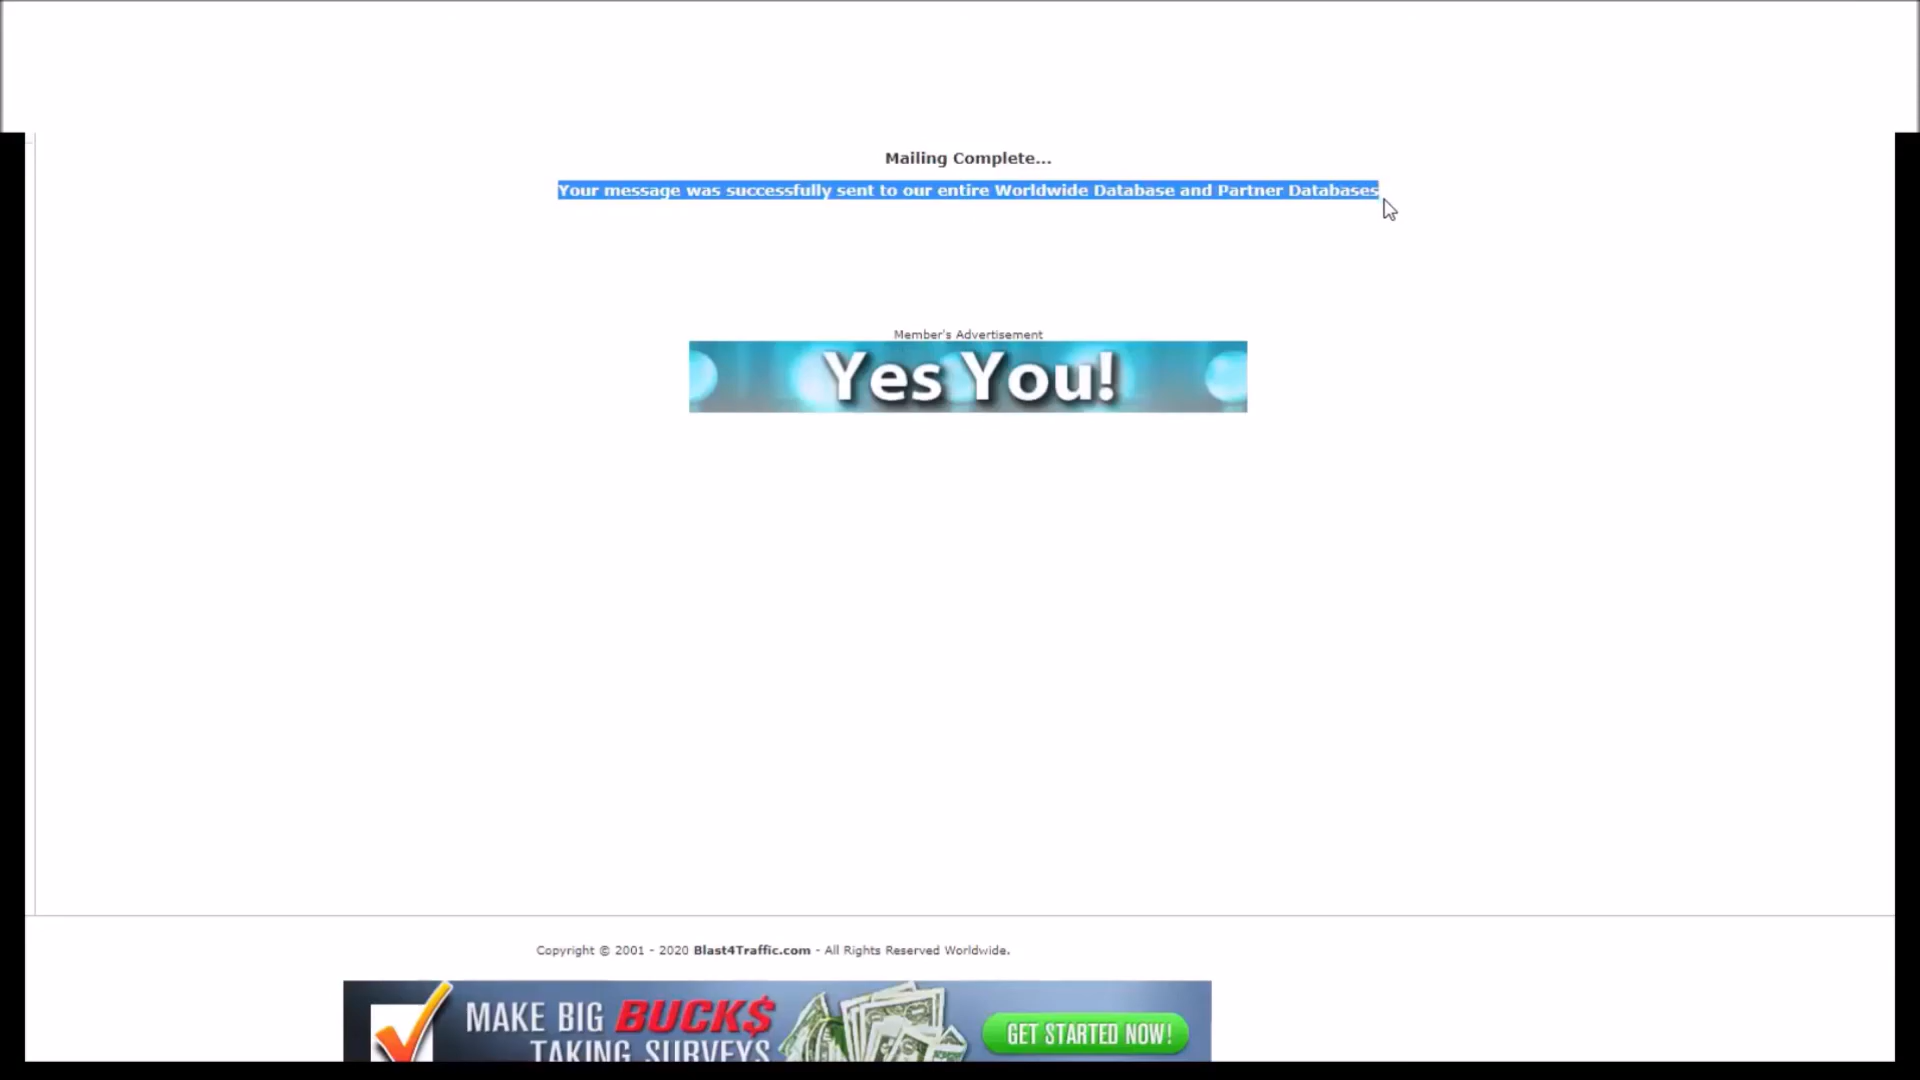 Mailing Complete...
Your message was successfully sent to our entire Worldwide Database and Partner Databases
Member's Advertisement
Yes You!
Copyright © 2001 - 2020 Blast4Traffic.com - All Rights Reserved Worldwide.
MAKE BIG BUCK$
TAKING SURVEYS
GET STARTED NOW!